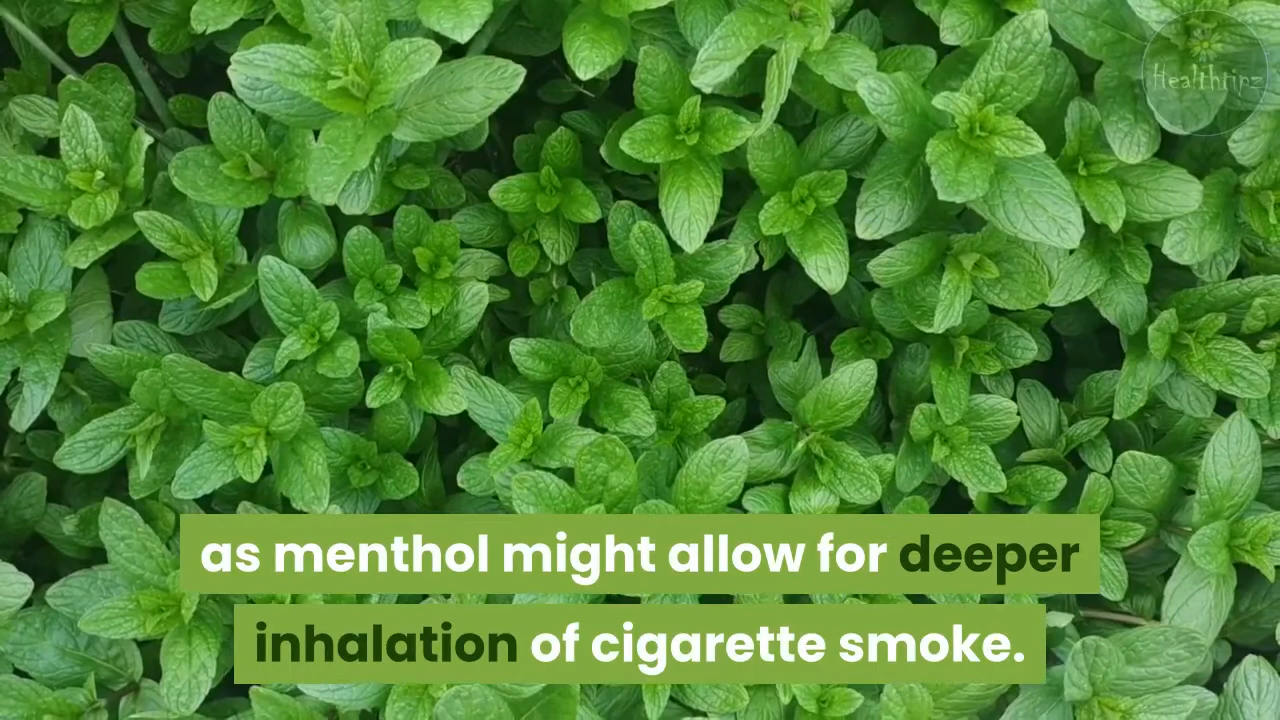 Healthtipz
as menthol might allow for deeper
inhalation of cigarette smoke.